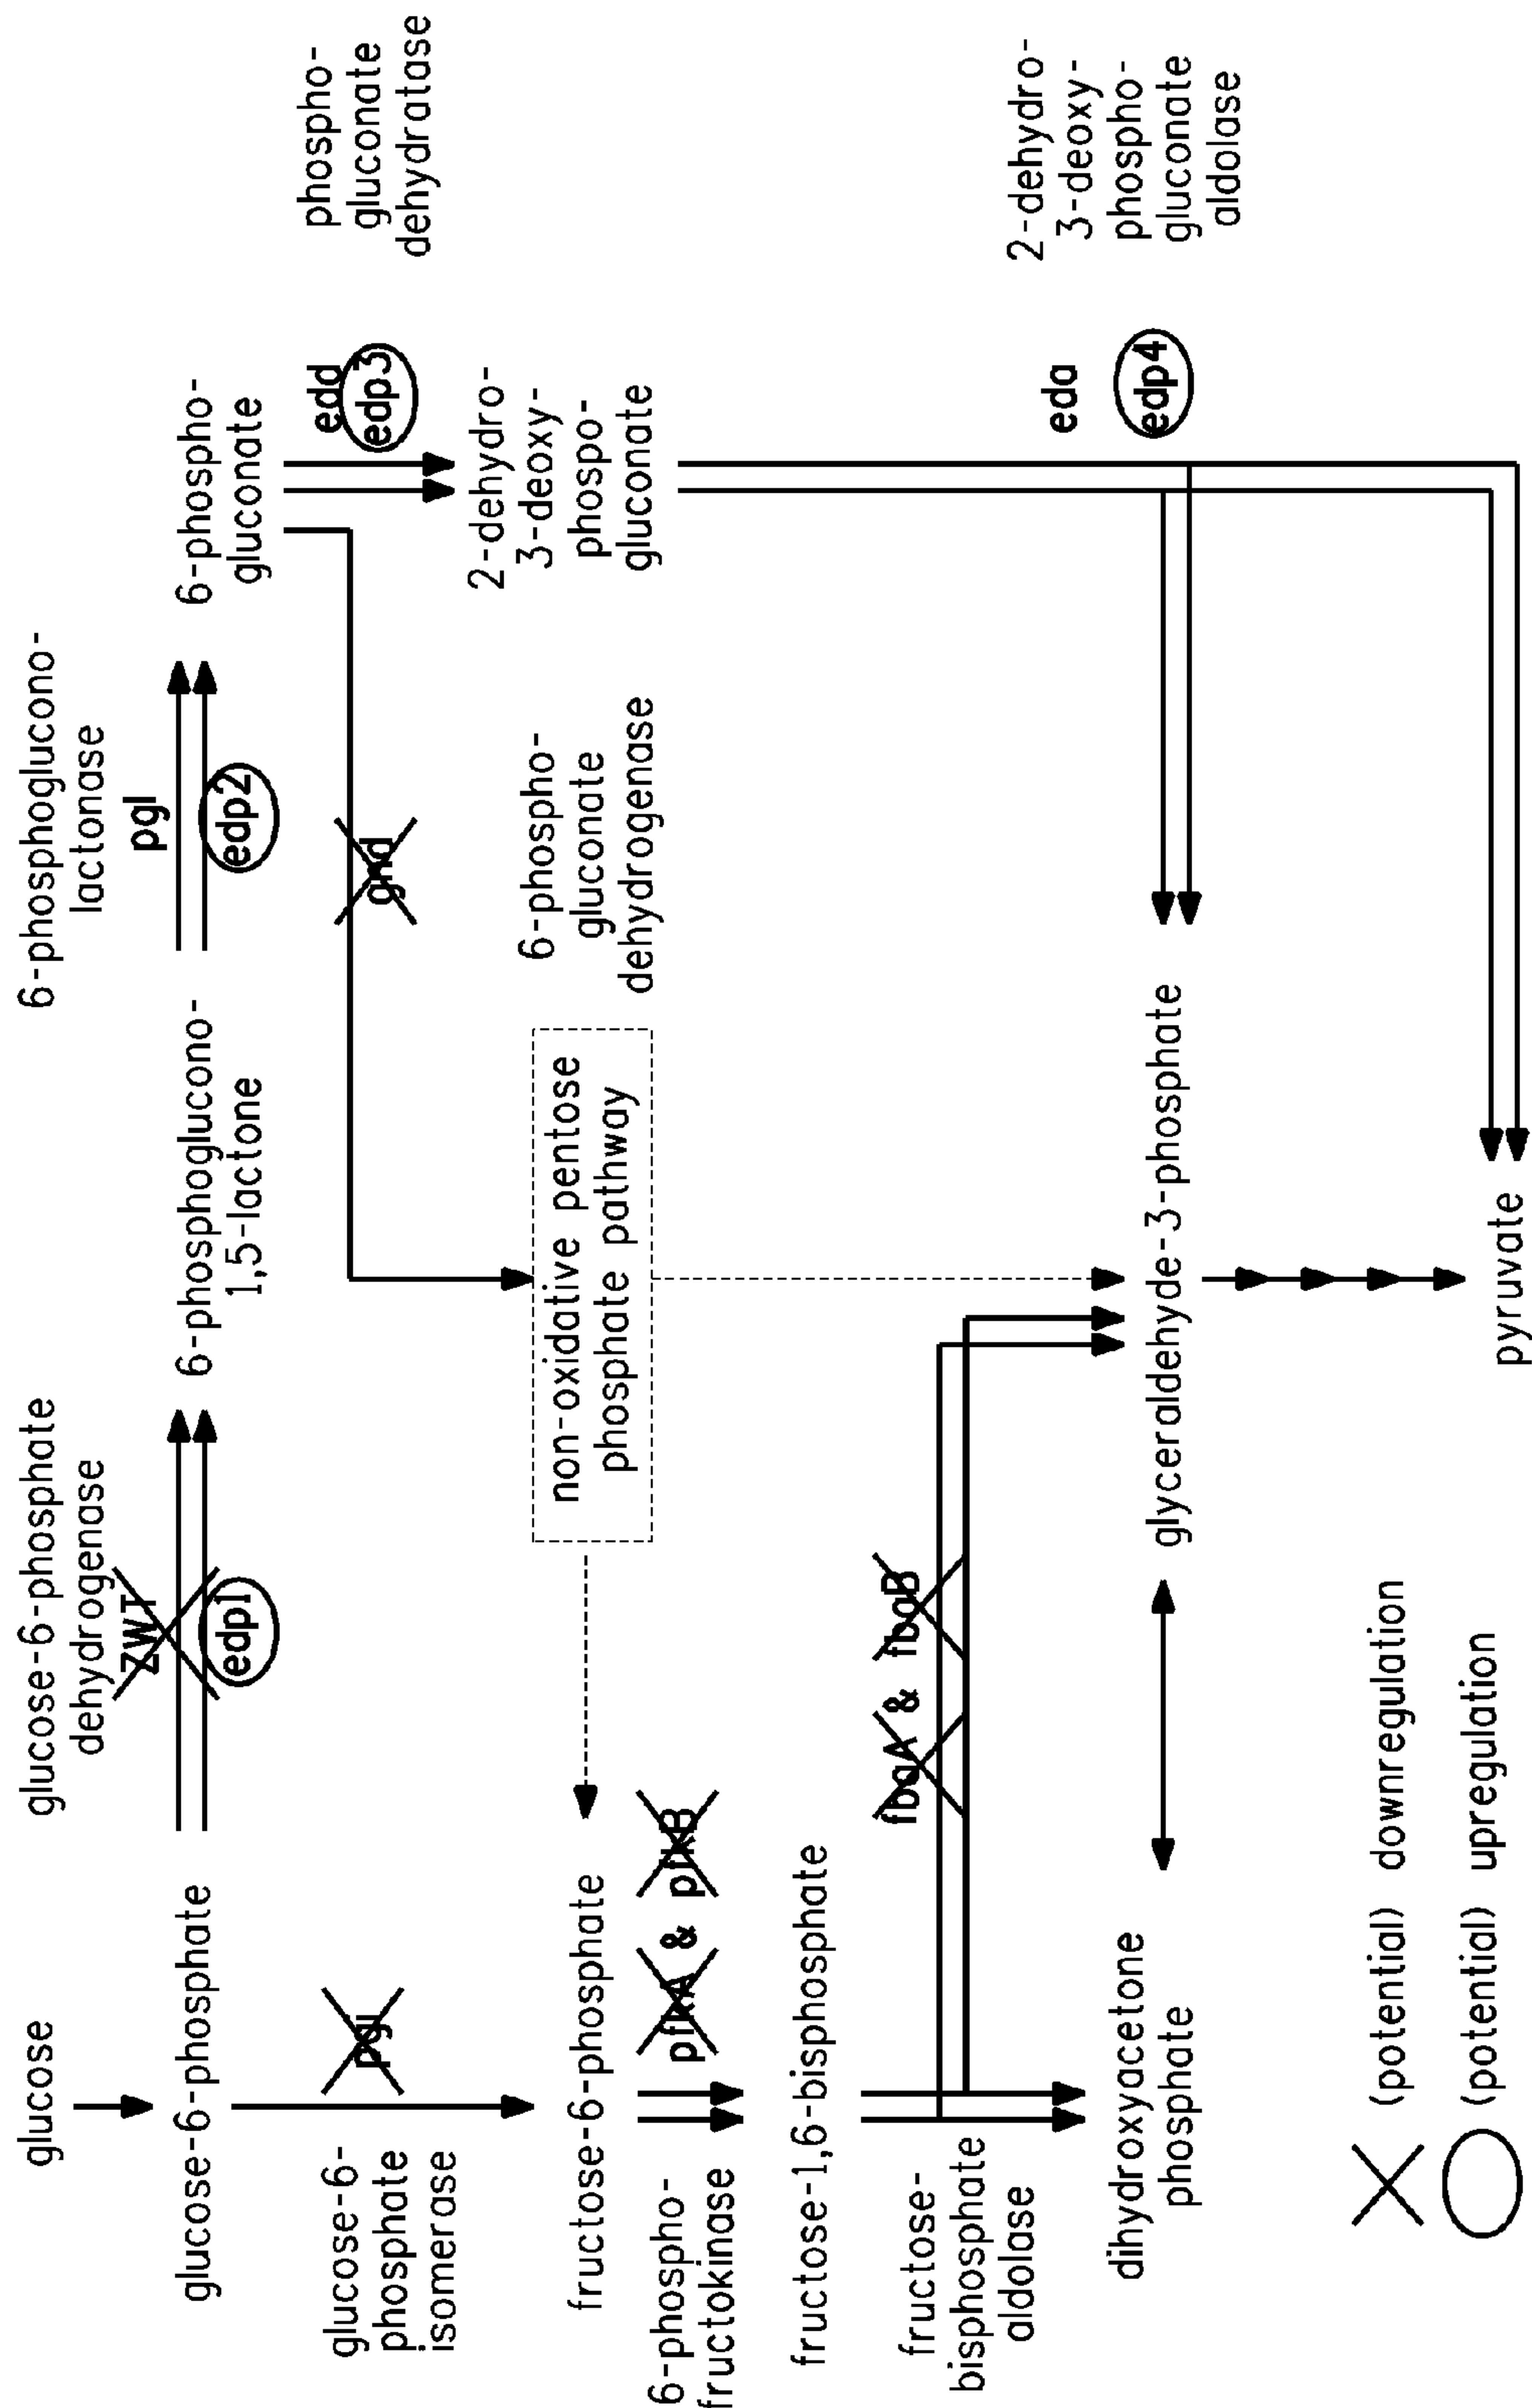 glucose
glucose-6-phosphate
dehydrogenase
6-phosphoglucono-
lactonase
ZWT
pgl
glucose-6-phosphate
6-phosphoglucono-
1,5-lactone
6-phospho-
gluconate
edp1
edp2
glucose-6-
phosphate
isomerase
pgi
gnd
edd
edp3
phospho-
gluconate
dehydratase
fructose-6-phosphate
non-oxidative pentose
phosphate pathway
6-phospho-
gluconate
dehydrogenase
2-dehydro-
3-deoxy-
phospo-
gluconate
6-phospho-
fructokinase
pfkA & pfkB
fructose-1,6-bisphosphate
fructose-
bisphosphate
aldolase
fbaA & fbaB
eda
edp4
2-dehydro-
3-deoxy-
phospho-
gluconate
aldolase
dihydroxyacetone
phosphate
glyceraldehyde-3-phosphate
(potential) downregulation
(potential) upregulation
pyruvate